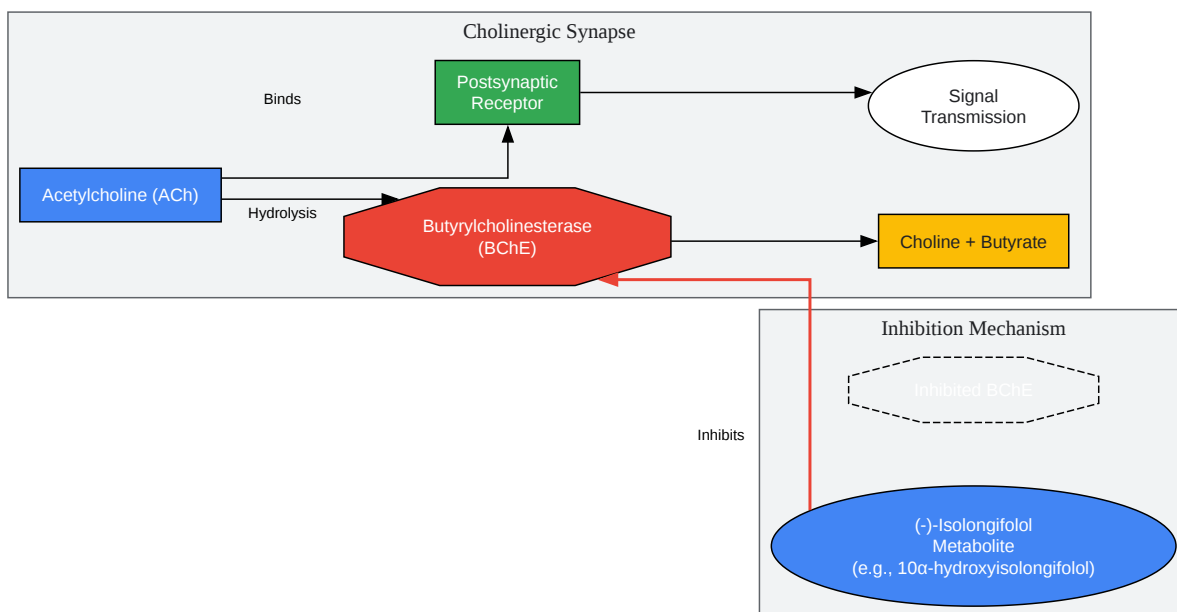 Cholinergic Synapse
Postsynaptic
Receptor
Binds
Signal
Transmission
Acetylcholine (ACh)
Hydrolysis
Butyrylcholinesterase
(BChE)
Choline + Butyrate
Inhibition Mechanism
Inhibited BChE
Inhibits
(-)-Isolongifolol
Metabolite
(e.g., 10α-hydroxyisolongifolol)